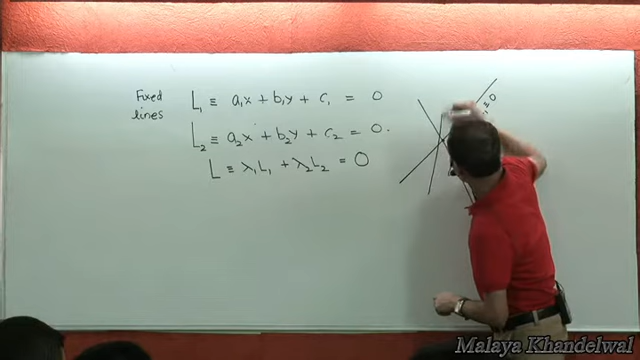 Fixed lines
L₁ ≡ a₁x + b₁y + c₁ = 0
L₂ ≡ a₂x + b₂y + c₂ = 0.
L ≡ λ₁L₁ + λ₂L₂ = 0
= 0
Malaya Khandelwal